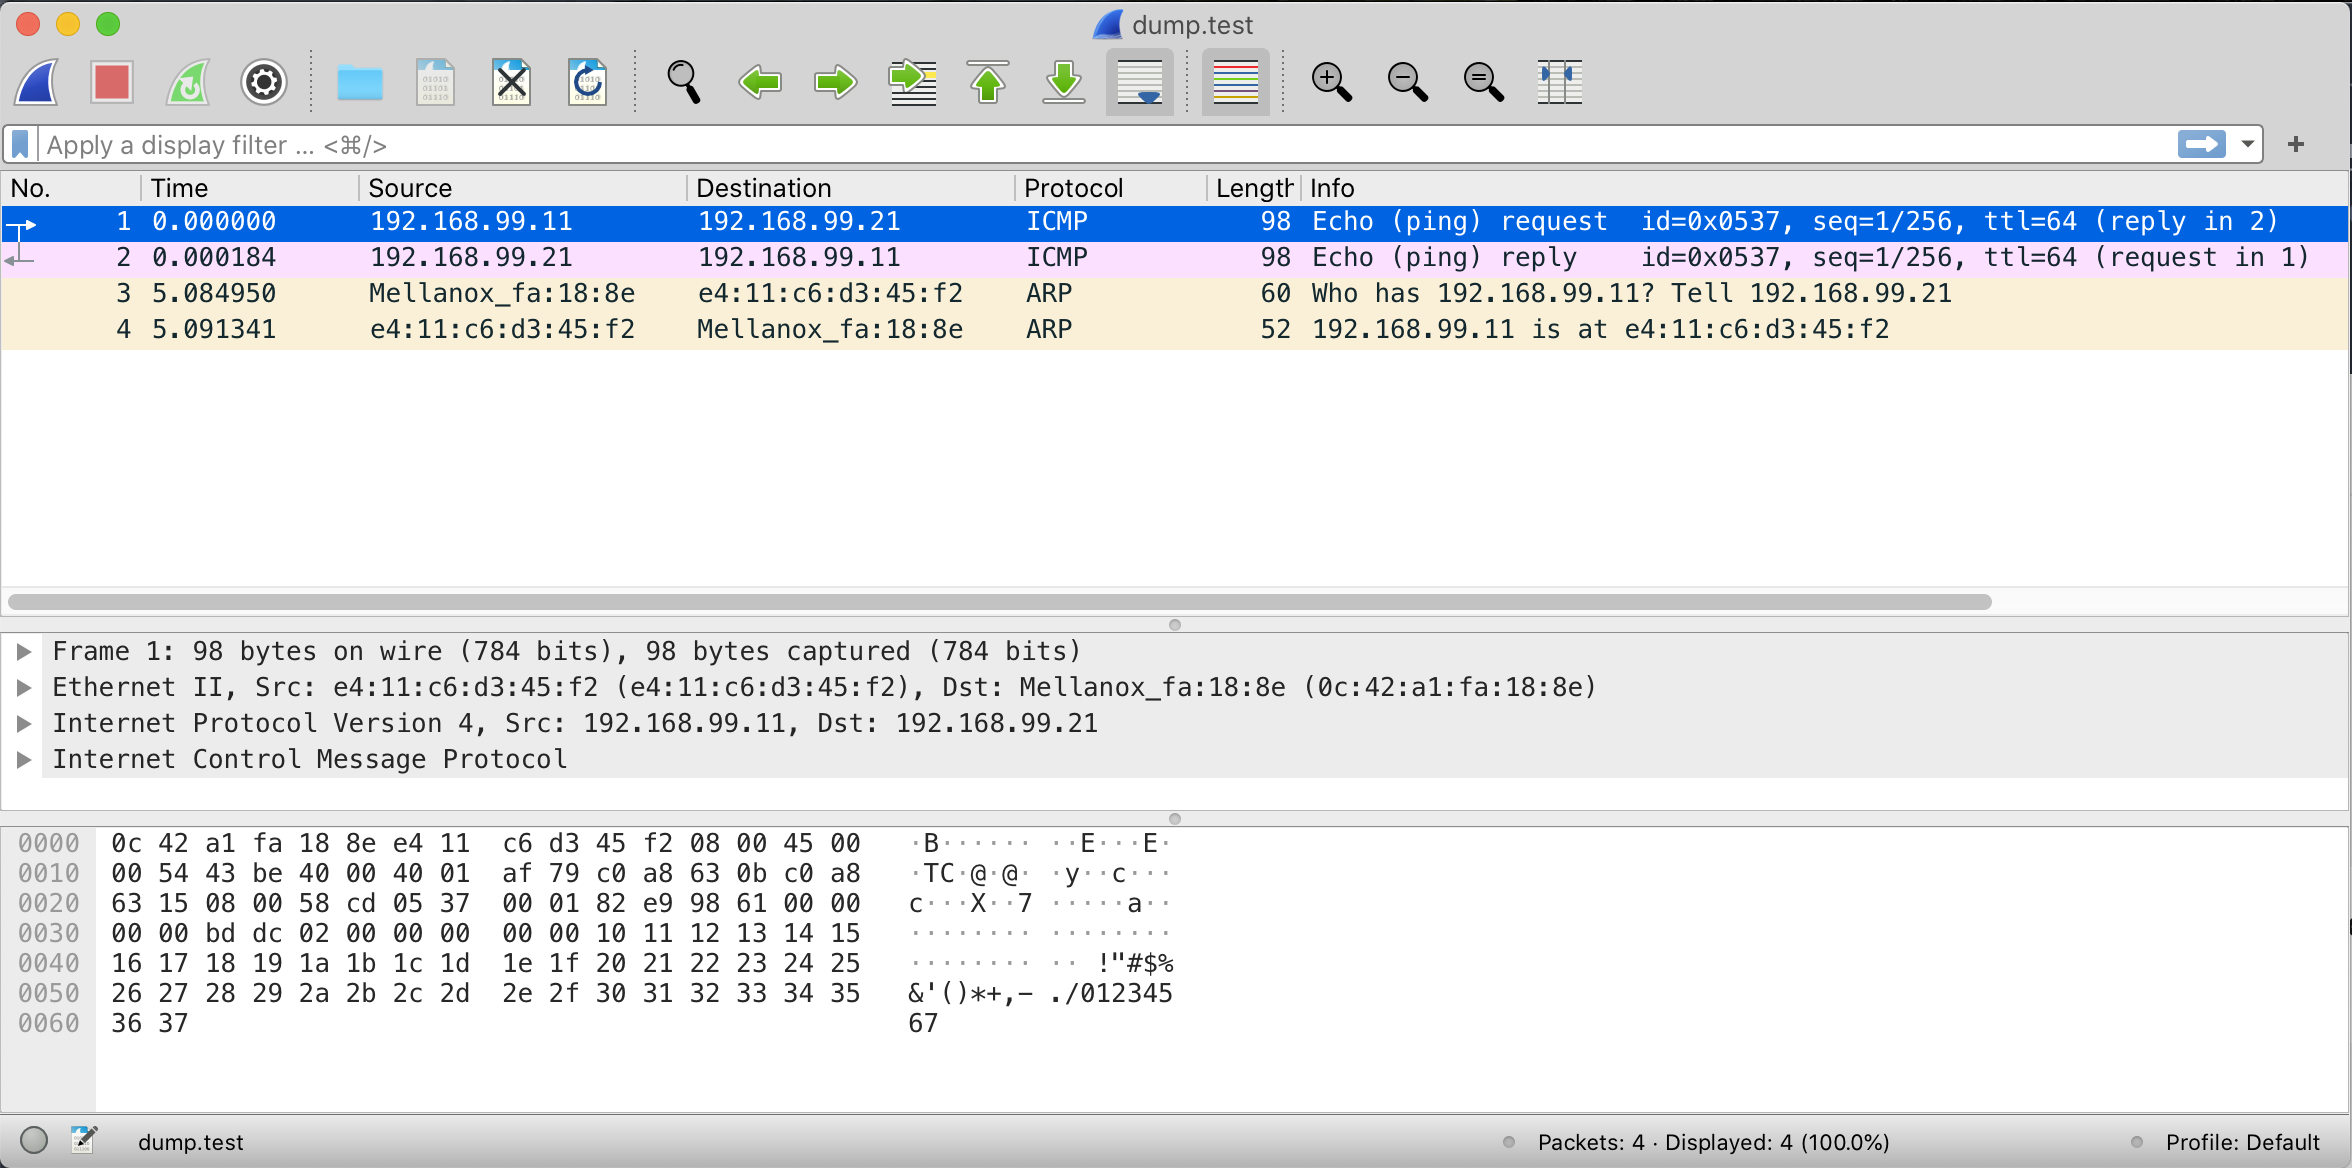 dump.test
Apply a display filter ... <⌘/>
No. Time Source Destination Protocol Length Info
1 0.000000 192.168.99.11 192.168.99.21 ICMP 98 Echo (ping) request id=0x0537, seq=1/256, ttl=64 (reply in 2)
2 0.000184 192.168.99.21 192.168.99.11 ICMP 98 Echo (ping) reply id=0x0537, seq=1/256, ttl=64 (request in 1)
3 5.084950 Mellanox_fa:18:8e e4:11:c6:d3:45:f2 ARP 60 Who has 192.168.99.11? Tell 192.168.99.21
4 5.091341 e4:11:c6:d3:45:f2 Mellanox_fa:18:8e ARP 52 192.168.99.11 is at e4:11:c6:d3:45:f2
Frame 1: 98 bytes on wire (784 bits), 98 bytes captured (784 bits)
Ethernet II, Src: e4:11:c6:d3:45:f2 (e4:11:c6:d3:45:f2), Dst: Mellanox_fa:18:8e (0c:42:a1:fa:18:8e)
Internet Protocol Version 4, Src: 192.168.99.11, Dst: 192.168.99.21
Internet Control Message Protocol
0000 0c 42 a1 fa 18 8e e4 11 c6 d3 45 f2 08 00 45 00 ·B······ ··E···E·
0010 00 54 43 be 40 00 40 01 af 79 c0 a8 63 0b c0 a8 ·TC·@·@· ·y··c···
0020 63 15 08 00 58 cd 05 37 00 01 82 e9 98 61 00 00 c···X··7 ·····a··
0030 00 00 bd dc 02 00 00 00 00 00 10 11 12 13 14 15 ········ ········
0040 16 17 18 19 1a 1b 1c 1d 1e 1f 20 21 22 23 24 25 ········ ·· !"#$%
0050 26 27 28 29 2a 2b 2c 2d 2e 2f 30 31 32 33 34 35 &'()*+,- ./012345
0060 36 37 67
dump.test Packets: 4 · Displayed: 4 (100.0%) Profile: Default